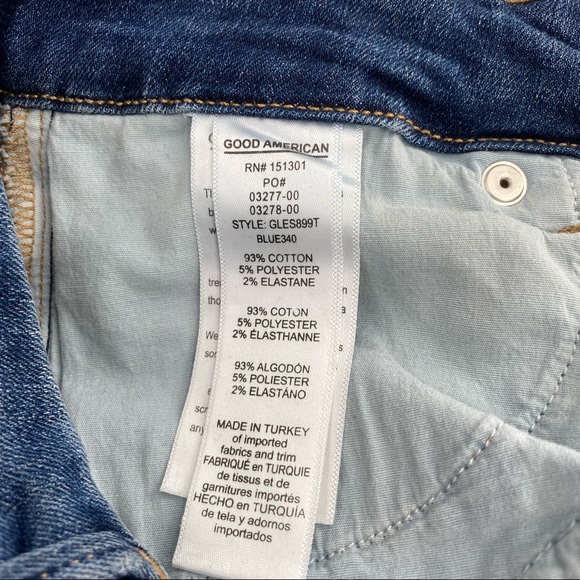 GOOD AMERICAN
RN# 151301
PO#
03277-00
03278-00
STYLE: GLES899T
BLUE340
93% COTTON
5% POLYESTER
2% ELASTANE
93% COTON
5% POLYESTER
2% ÉLASTHANNE
93% ALGODÓN
5% POLIESTER
2% ELASTÁNO
MADE IN TURKEY
of imported
fabrics and trim
FABRIQUÉ en TURQUIE
de tissus et de
garnitures importés
HECHO en TURQUÍA
de tela y adornos
importados